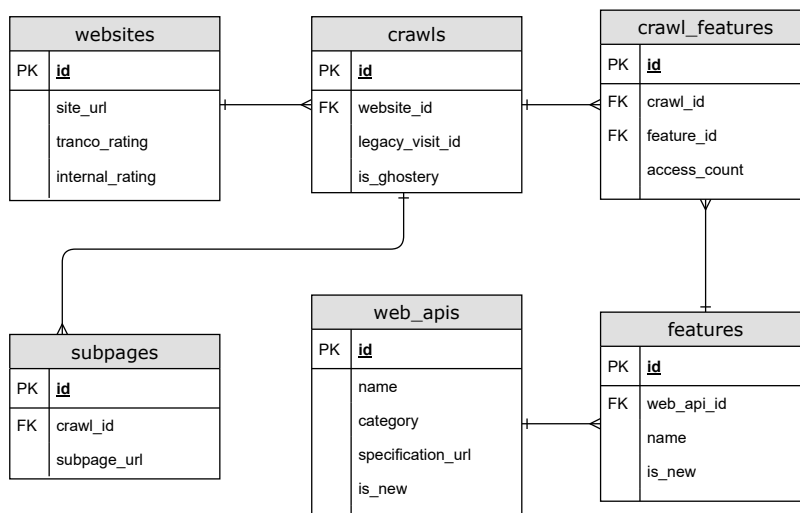 websites
PK id
site_url
tranco_rating
internal_rating
crawls
PK id
FK website_id
legacy_visit_id
is_ghostery
crawl_features
PK id
FK crawl_id
FK feature_id
access_count
subpages
PK id
FK crawl_id
subpage_url
web_apis
PK id
name
category
specification_url
is_new
features
PK id
FK web_api_id
name
is_new